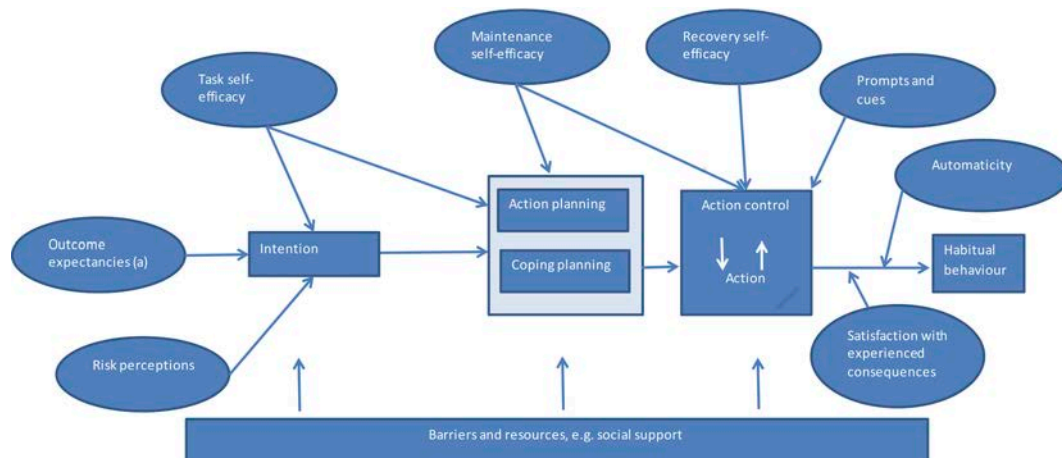 Maintenance
self-efficacy
Recovery self-
efficacy
Task self-
efficacy
Prompts and
cues
Automaticity
Action planning
Action control
Outcome
expectancies (a)
Intention
Coping planning
Action
Habitual
behaviour
Risk perceptions
Satisfaction with
experienced
consequences
Barriers and resources, e.g. social support